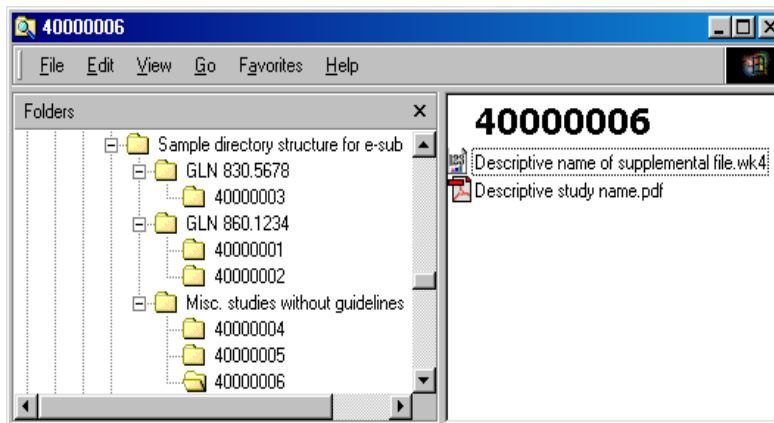 40000006
File Edit View Go Favorites Help
Folders
Sample directory structure for e-sub
GLN 830.5678
40000003
GLN 860.1234
40000001
40000002
Misc. studies without guidelines
40000004
40000005
40000006
40000006
Descriptive name of supplemental file.wk4
Descriptive study name.pdf